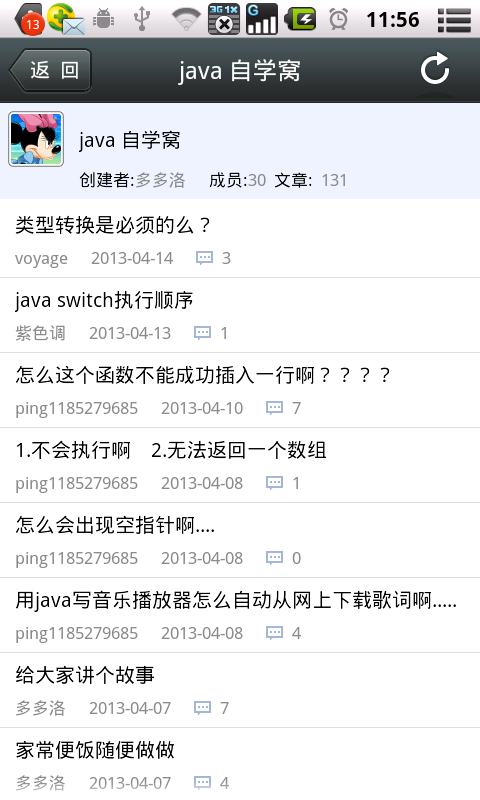 13 3G 1X G 11:56
返 回 java 自学窝
java 自学窝
创建者:多多洛 成员:30 文章: 131
类型转换是必须的么？
voyage 2013-04-14 3
java switch执行顺序
紫色调 2013-04-13 1
怎么这个函数不能成功插入一行啊？？？？
ping1185279685 2013-04-10 7
1.不会执行啊 2.无法返回一个数组
ping1185279685 2013-04-08 1
怎么会出现空指针啊....
ping1185279685 2013-04-08 0
用java写音乐播放器怎么自动从网上下载歌词啊.....
ping1185279685 2013-04-08 4
给大家讲个故事
多多洛 2013-04-07 7
家常便饭随便做做
多多洛 2013-04-07 4